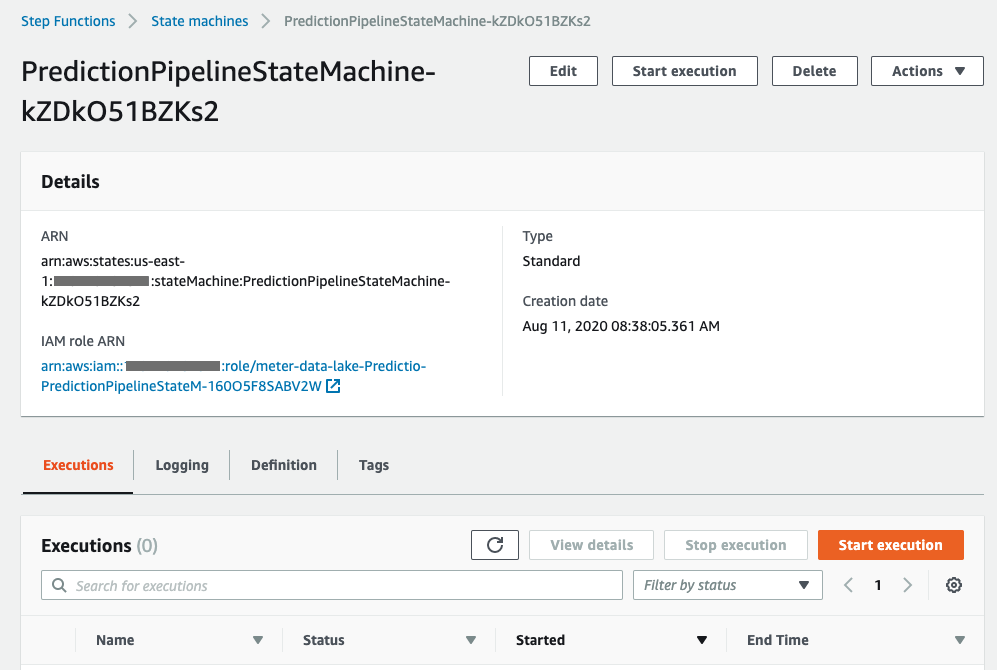 Step Functions > State machines > PredictionPipelineStateMachine-kZDkO51BZKs2
PredictionPipelineStateMachine-
kZDkO51BZKs2
Edit
Start execution
Delete
Actions
Details
ARN
arn:aws:states:us-east-
1: :stateMachine:PredictionPipelineStateMachine-
kZDkO51BZKs2
IAM role ARN
arn:aws:iam:: :role/meter-data-lake-Predictio-
PredictionPipelineStateM-160O5F8SABV2W
Type
Standard
Creation date
Aug 11, 2020 08:38:05.361 AM
Executions
Logging
Definition
Tags
Executions (0)
View details
Stop execution
Start execution
Search for executions
Filter by status
1
Name
Status
Started
End Time